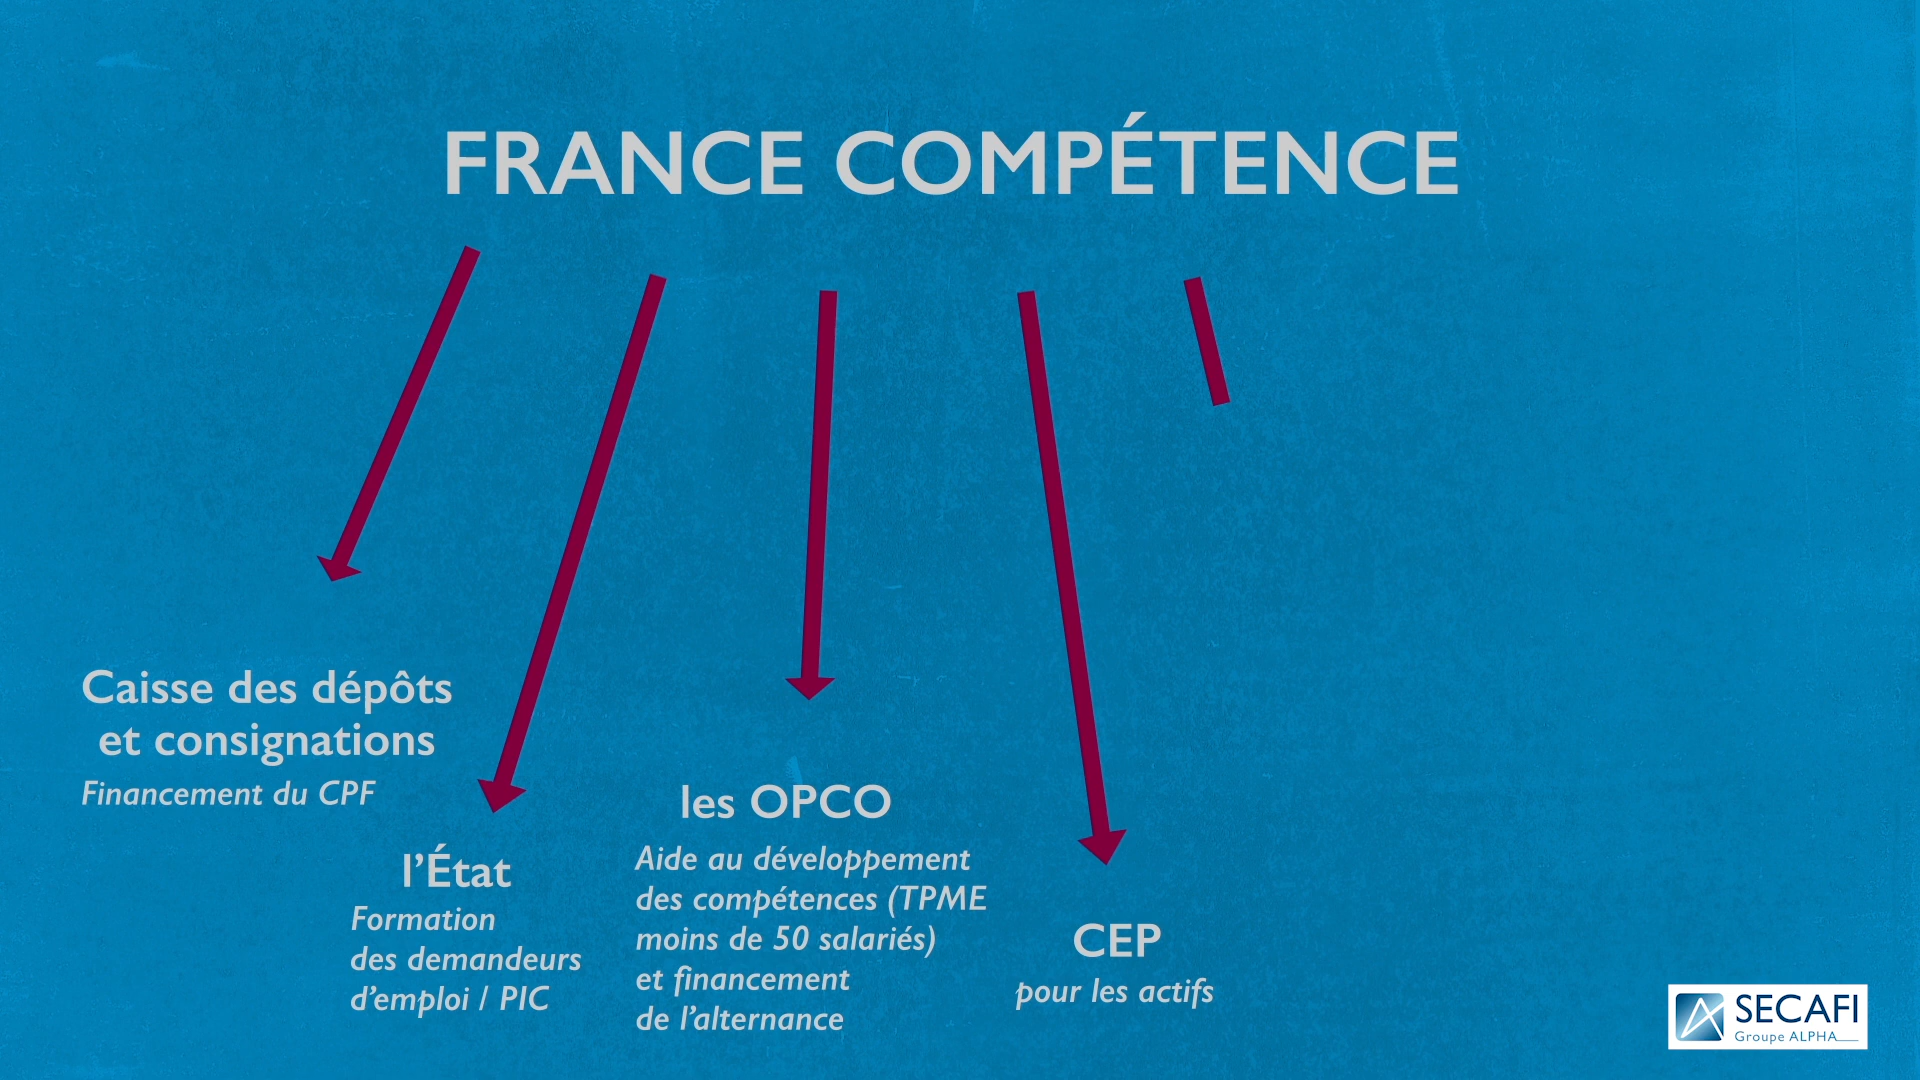 FRANCE COMPÉTENCE
Caisse des dépôts
et consignations
Financement du CPF
l’État
Formation
des demandeurs
d’emploi / PIC
les OPCO
Aide au développement
des compétences (TPME
moins de 50 salariés)
et financement
de l’alternance
CEP
pour les actifs
SECAFI
Groupe ALPHA